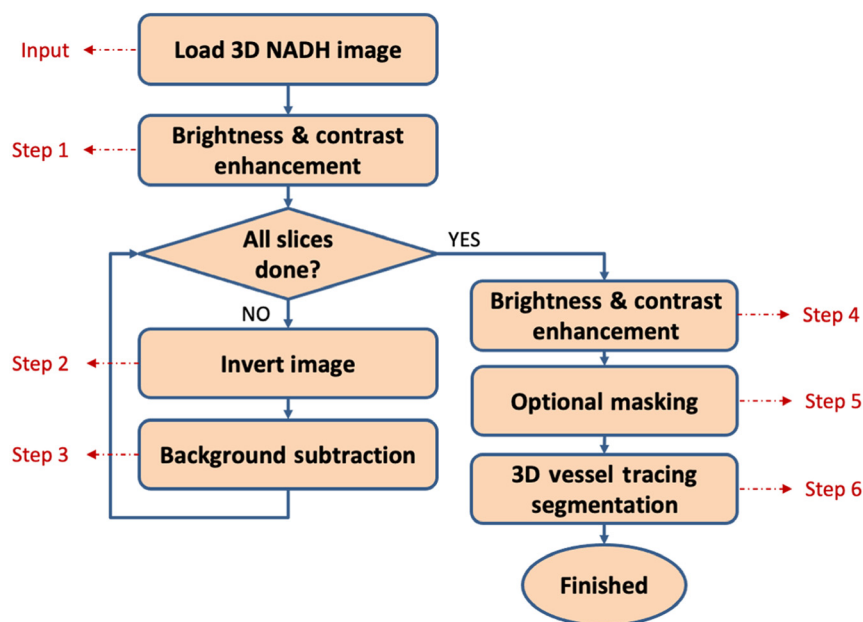 Input
Load 3D NADH image
Step 1
Brightness & contrast
enhancement
All slices
done?
YES
NO
Step 2
Invert image
Step 3
Background subtraction
Brightness & contrast
enhancement
Step 4
Optional masking
Step 5
3D vessel tracing
segmentation
Step 6
Finished